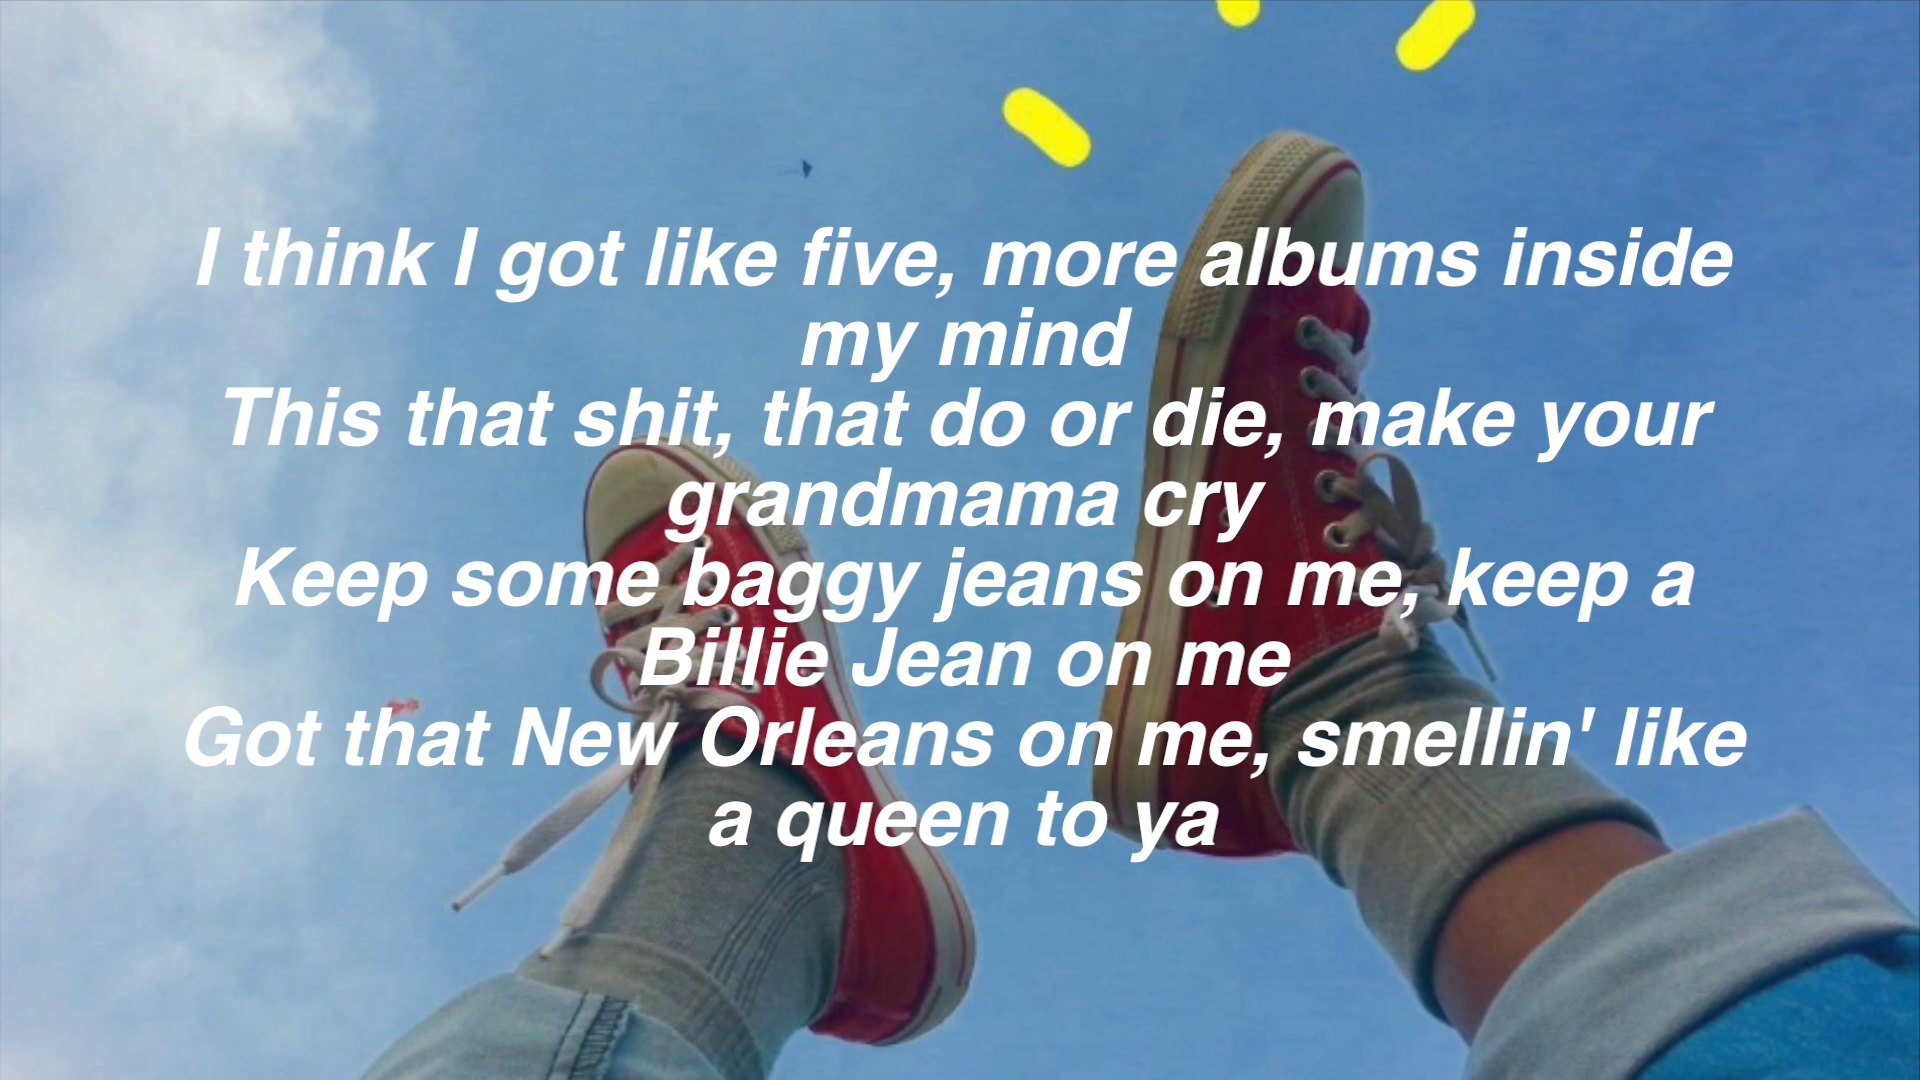 I think I got like five, more albums inside
my mind
This that shit, that do or die, make your
grandmama cry
Keep some baggy jeans on me, keep a
Billie Jean on me
Got that New Orleans on me, smellin' like
a queen to ya